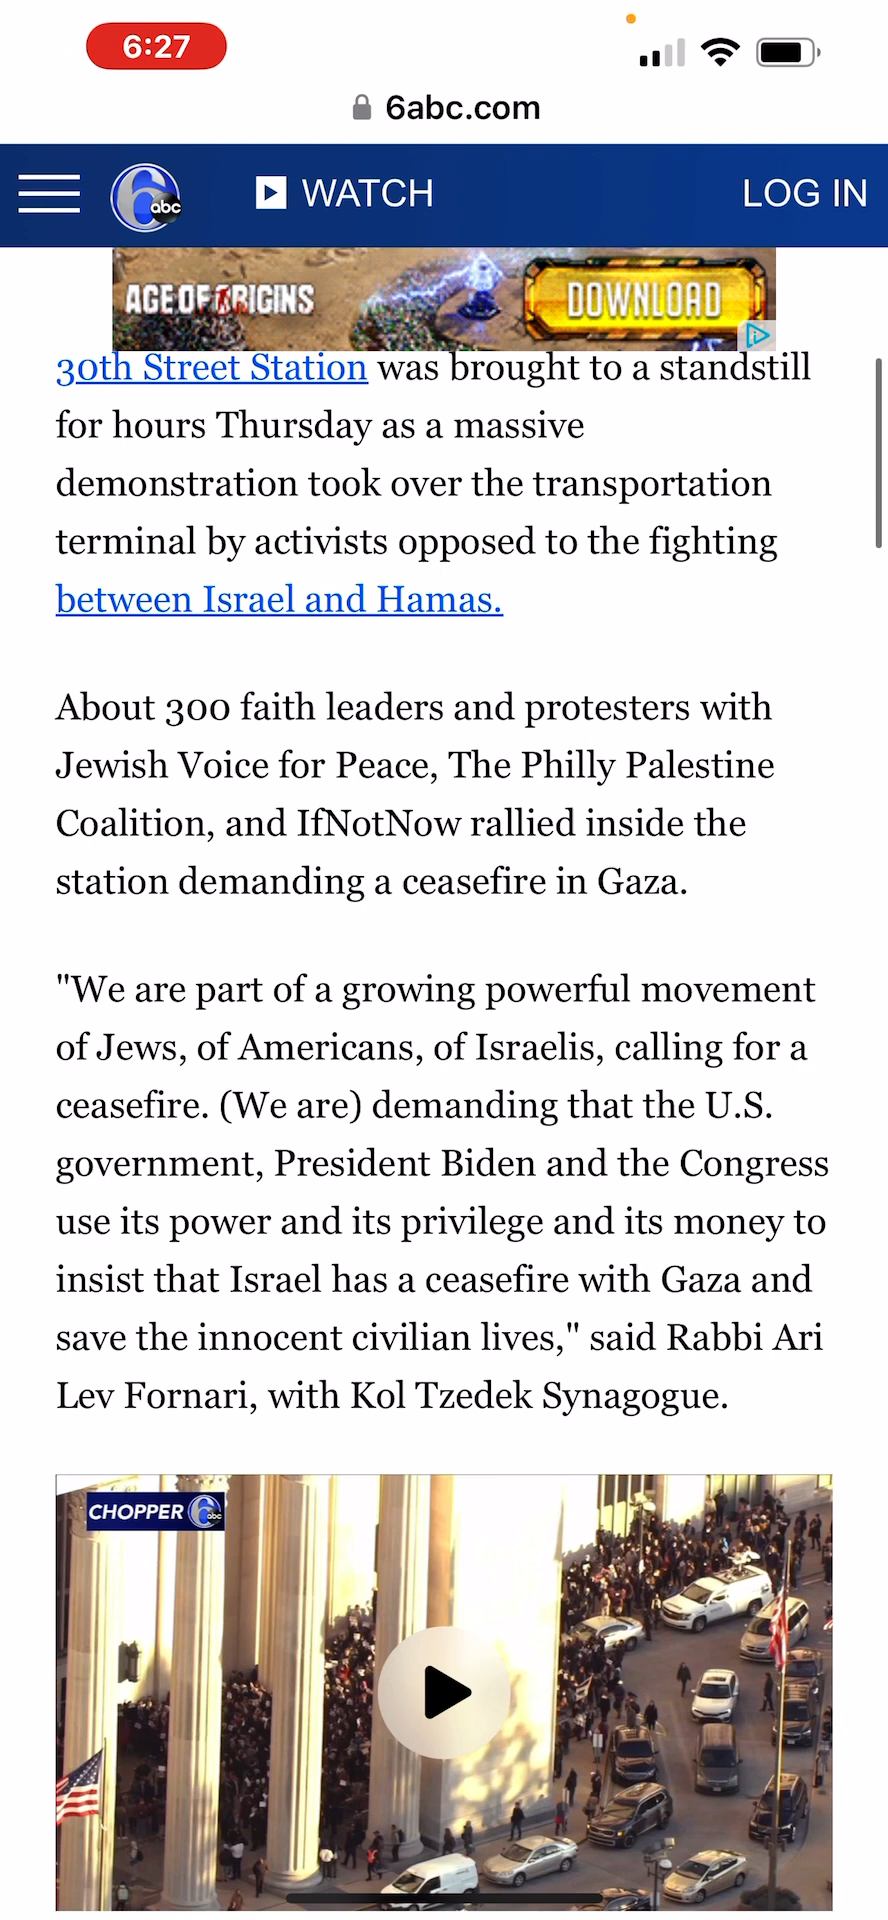 6:27
6abc.com
6abc
WATCH
LOG IN
AGE OF ORIGINS
DOWNLOAD
30th Street Station was brought to a standstill
for hours Thursday as a massive
demonstration took over the transportation
terminal by activists opposed to the fighting
between Israel and Hamas.
About 300 faith leaders and protesters with
Jewish Voice for Peace, The Philly Palestine
Coalition, and IfNotNow rallied inside the
station demanding a ceasefire in Gaza.
"We are part of a growing powerful movement
of Jews, of Americans, of Israelis, calling for a
ceasefire. (We are) demanding that the U.S.
government, President Biden and the Congress
use its power and its privilege and its money to
insist that Israel has a ceasefire with Gaza and
save the innocent civilian lives," said Rabbi Ari
Lev Fornari, with Kol Tzedek Synagogue.
CHOPPER 6abc